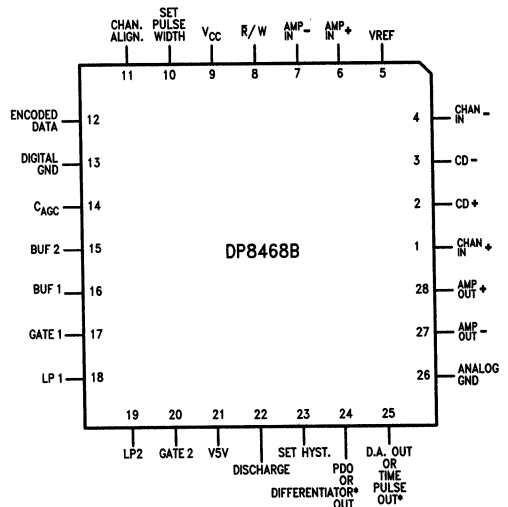 CHAN. ALIGN.
11
SET PULSE WIDTH
10
VCC
9
R̅/W
8
AMP IN -
7
AMP IN +
6
VREF
5
ENCODED DATA 12
DIGITAL GND 13
CAGC 14
BUF 2 15
BUF 1 16
GATE 1 17
LP 1 18
DP8468B
4 CHAN IN -
3 CD -
2 CD +
1 CHAN IN +
28 AMP OUT +
27 AMP OUT -
26 ANALOG GND
19
LP2
20
GATE 2
21
V5V
22
DISCHARGE
23
SET HYST.
24
PDO OR DIFFERENTIATOR* OUT
25
D.A. OUT OR TIME PULSE OUT*